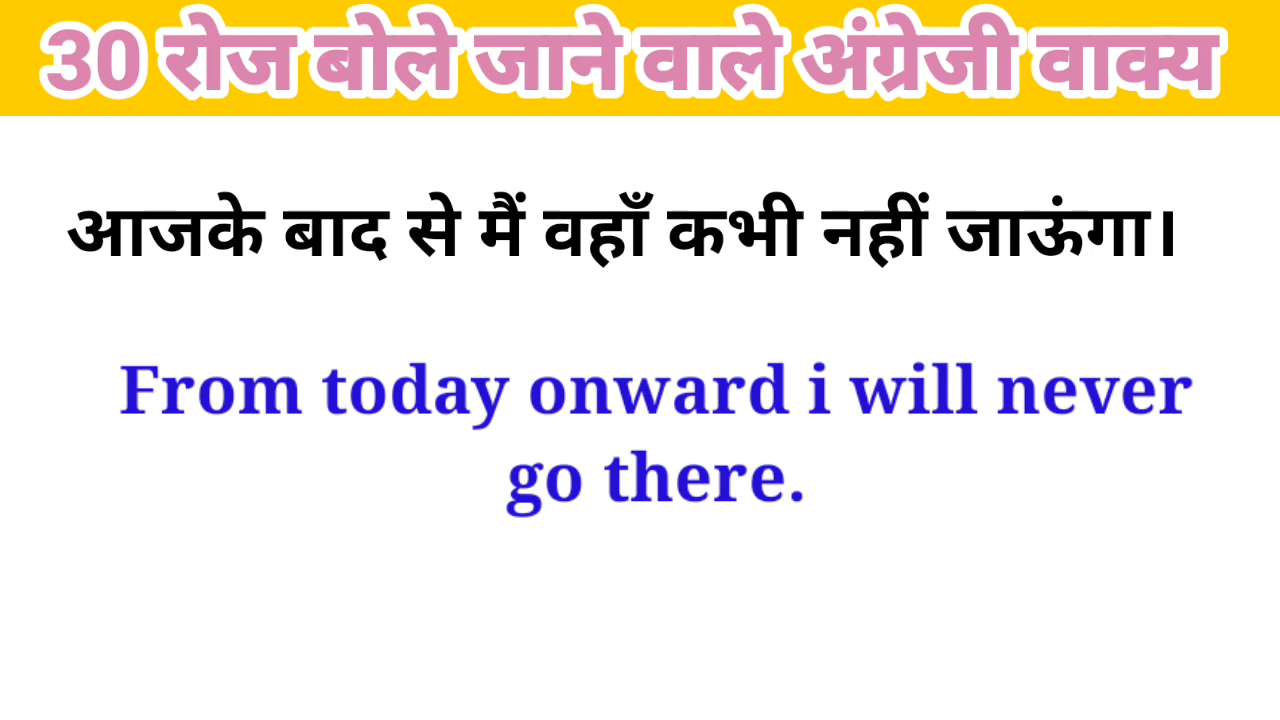 30 रोज बोले जाने वाले अंग्रेजी वाक्य
आजके बाद से मैं वहाँ कभी नहीं जाऊंगा।
From today onward i will never
go there.